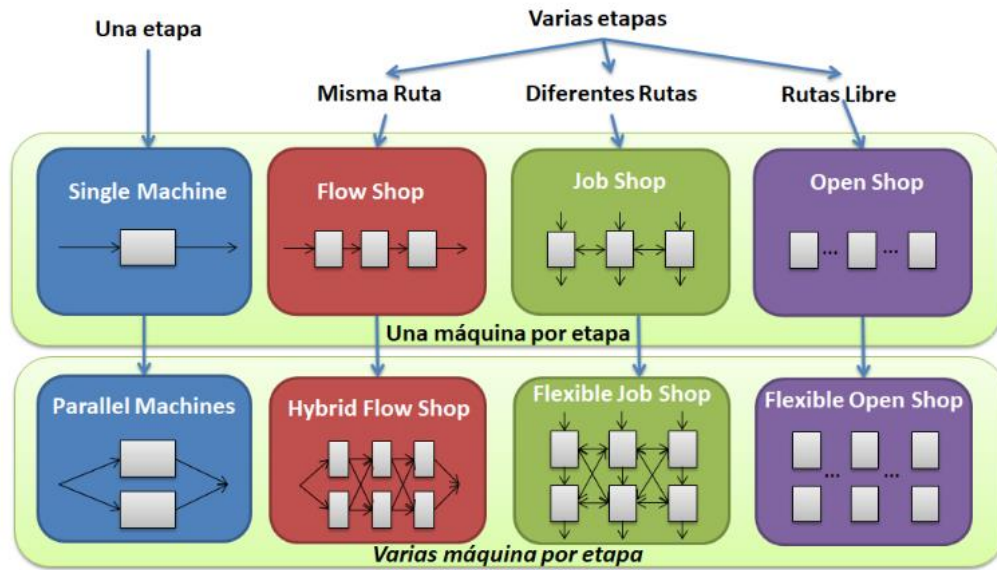 Una etapa
Varias etapas
Misma Ruta
Diferentes Rutas
Rutas Libre
Single Machine
Flow Shop
Job Shop
Open Shop
...
...
Una máquina por etapa
Parallel Machines
Hybrid Flow Shop
Flexible Job Shop
Flexible Open Shop
...
...
Varias máquina por etapa